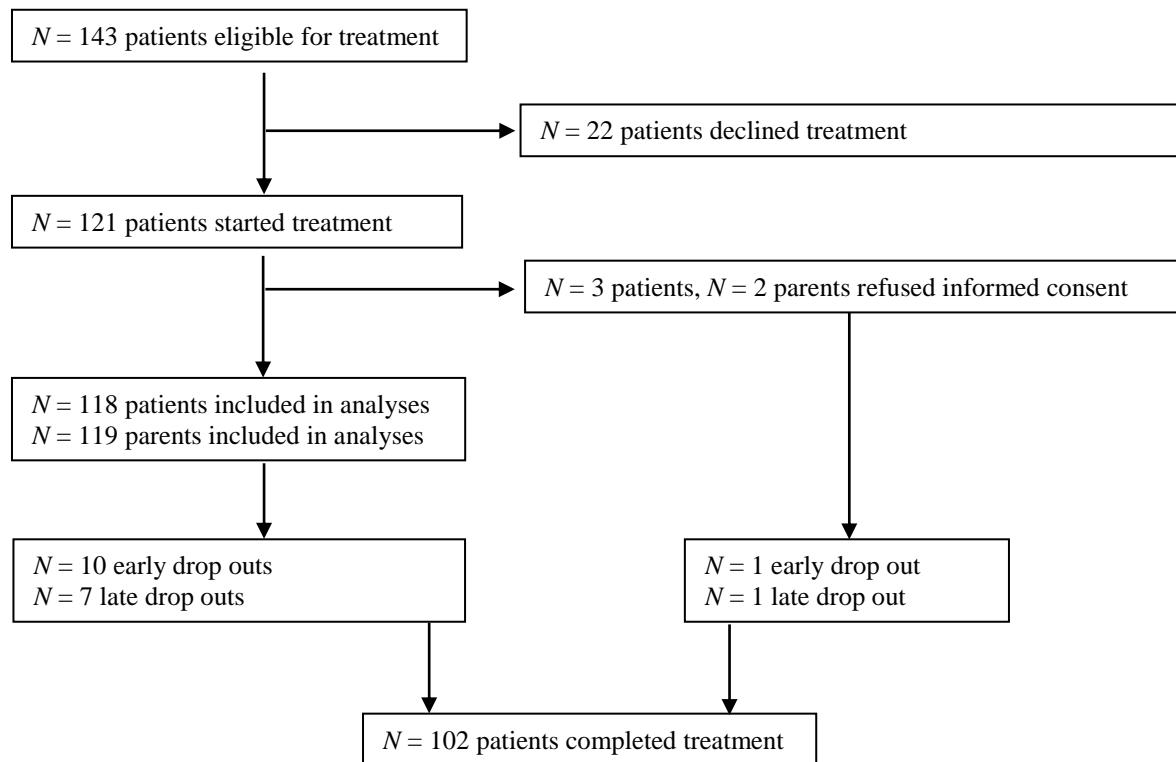 N = 143 patients eligible for treatment
N = 22 patients declined treatment
N = 121 patients started treatment
N = 3 patients, N = 2 parents refused informed consent
N = 118 patients included in analyses
N = 119 parents included in analyses
N = 10 early drop outs
N = 7 late drop outs
N = 1 early drop out
N = 1 late drop out
N = 102 patients completed treatment